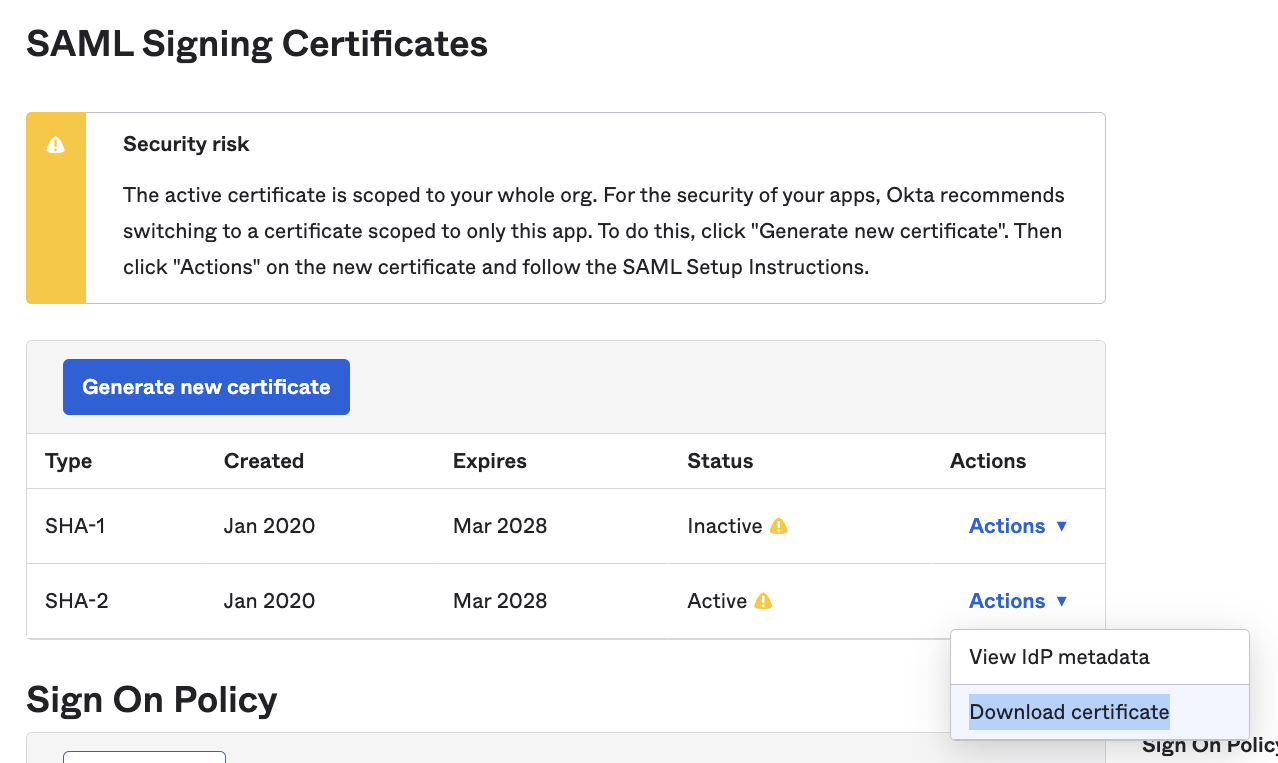 SAML Signing Certificates
Security risk
The active certificate is scoped to your whole org. For the security of your apps, Okta recommends
switching to a certificate scoped to only this app. To do this, click "Generate new certificate". Then
click "Actions" on the new certificate and follow the SAML Setup Instructions.
Generate new certificate
Type Created Expires Status Actions
SHA-1 Jan 2020 Mar 2028 Inactive Actions ▼
SHA-2 Jan 2020 Mar 2028 Active Actions ▼
View IdP metadata
Download certificate
Sign On Policy
Sign On Policy